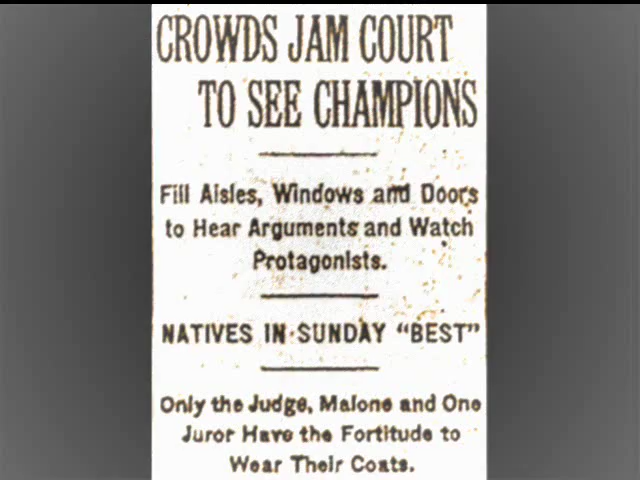 CROWDS JAM COURT
TO SEE CHAMPIONS
Fill Aisles, Windows and Doors
to Hear Arguments and Watch
Protagonists.
NATIVES IN SUNDAY "BEST"
Only the Judge, Malone and One
Juror Have the Fortitude to
Wear Their Coats.